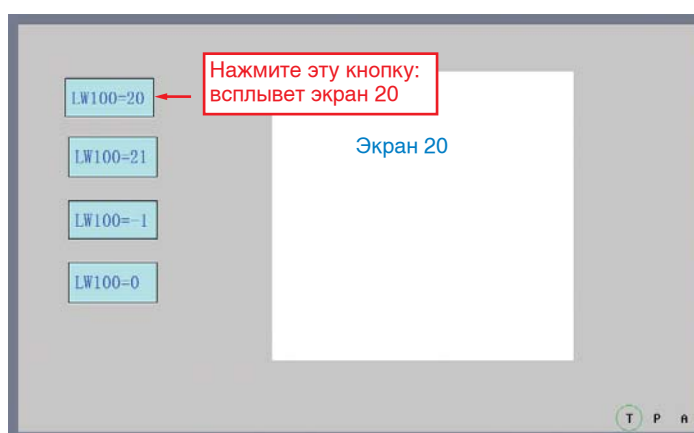 Нажмите эту кнопку:
всплывет экран 20
LW100=20
Экран 20
LW100=21
LW100=-1
LW100=0
T P A